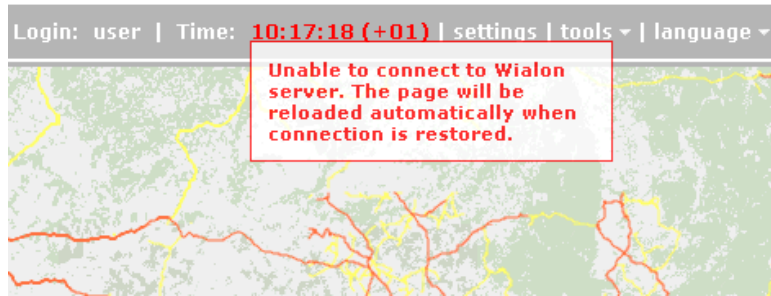 Login: user | Time: 10:17:18 (+01) | settings | tools ▾ | language ▾
Unable to connect to Wialon
server. The page will be
reloaded automatically when
connection is restored.